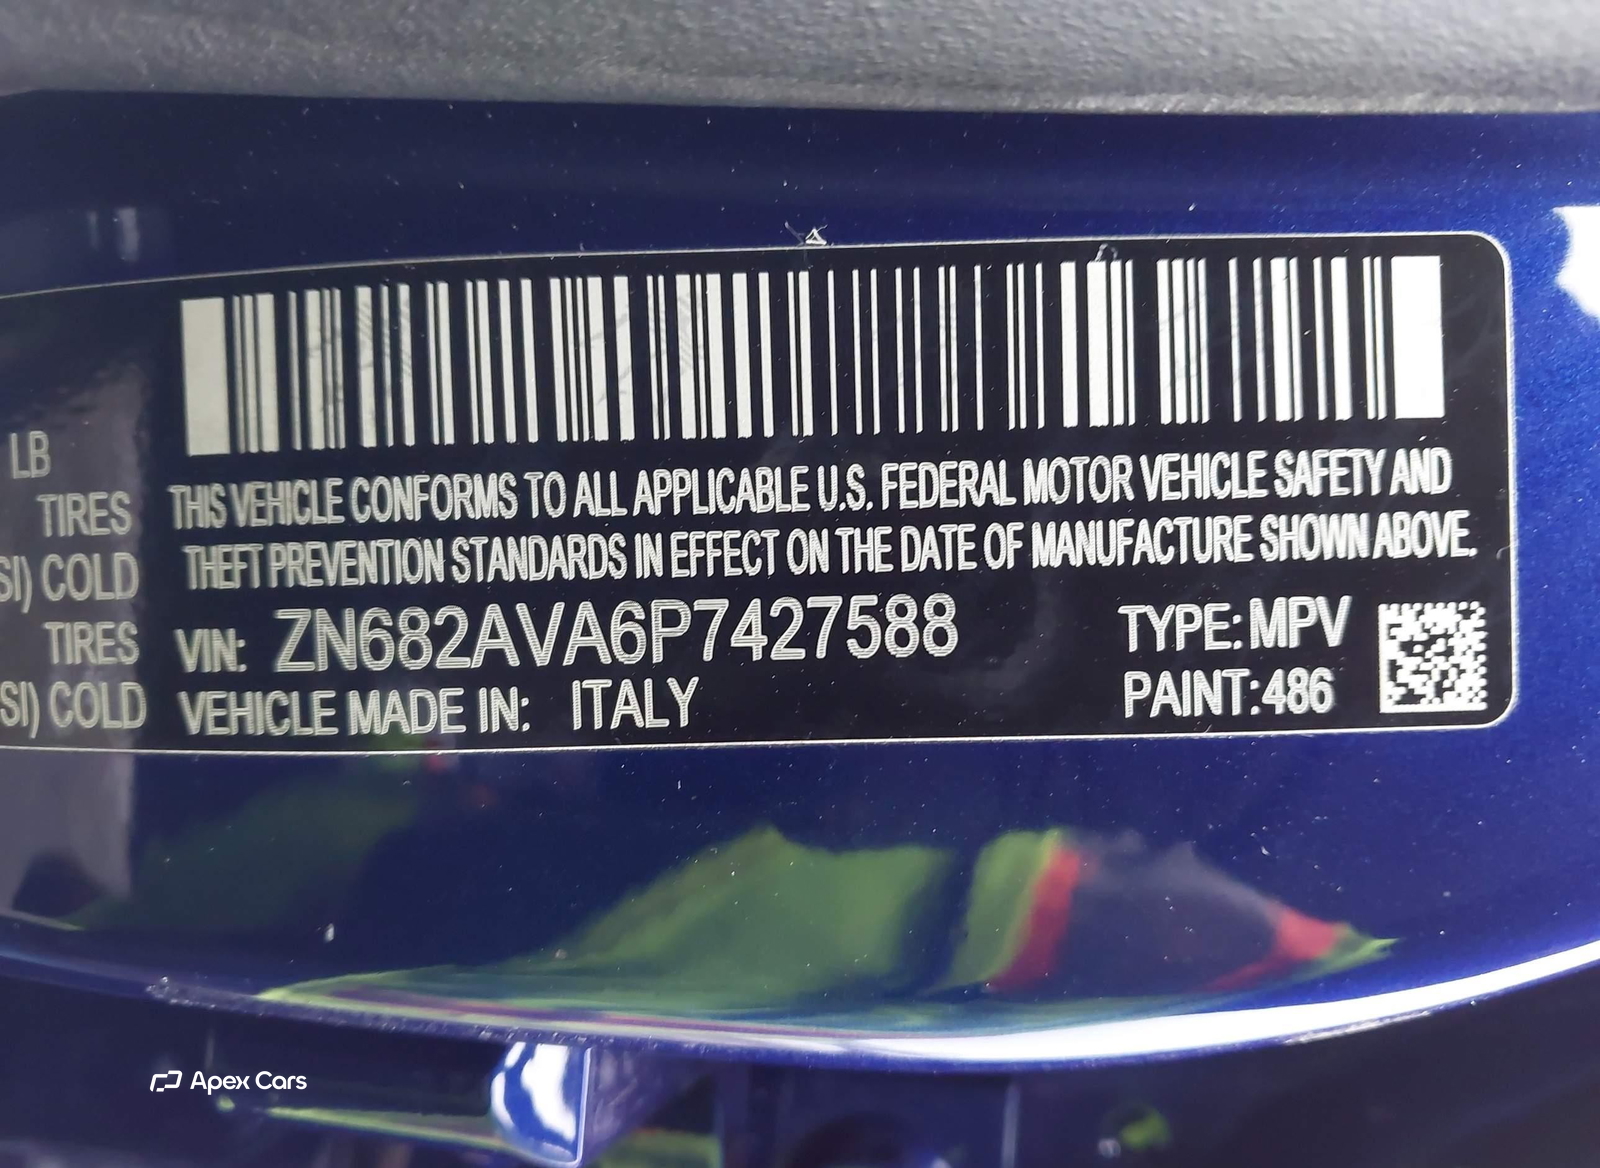 LB
TIRES
SI) COLD
TIRES
SI) COLD
THIS VEHICLE CONFORMS TO ALL APPLICABLE U.S. FEDERAL MOTOR VEHICLE SAFETY AND
THEFT PREVENTION STANDARDS IN EFFECT ON THE DATE OF MANUFACTURE SHOWN ABOVE.
VIN: ZN682AVA6P7427588 TYPE: MPV
VEHICLE MADE IN: ITALY PAINT: 486
Apex Cars